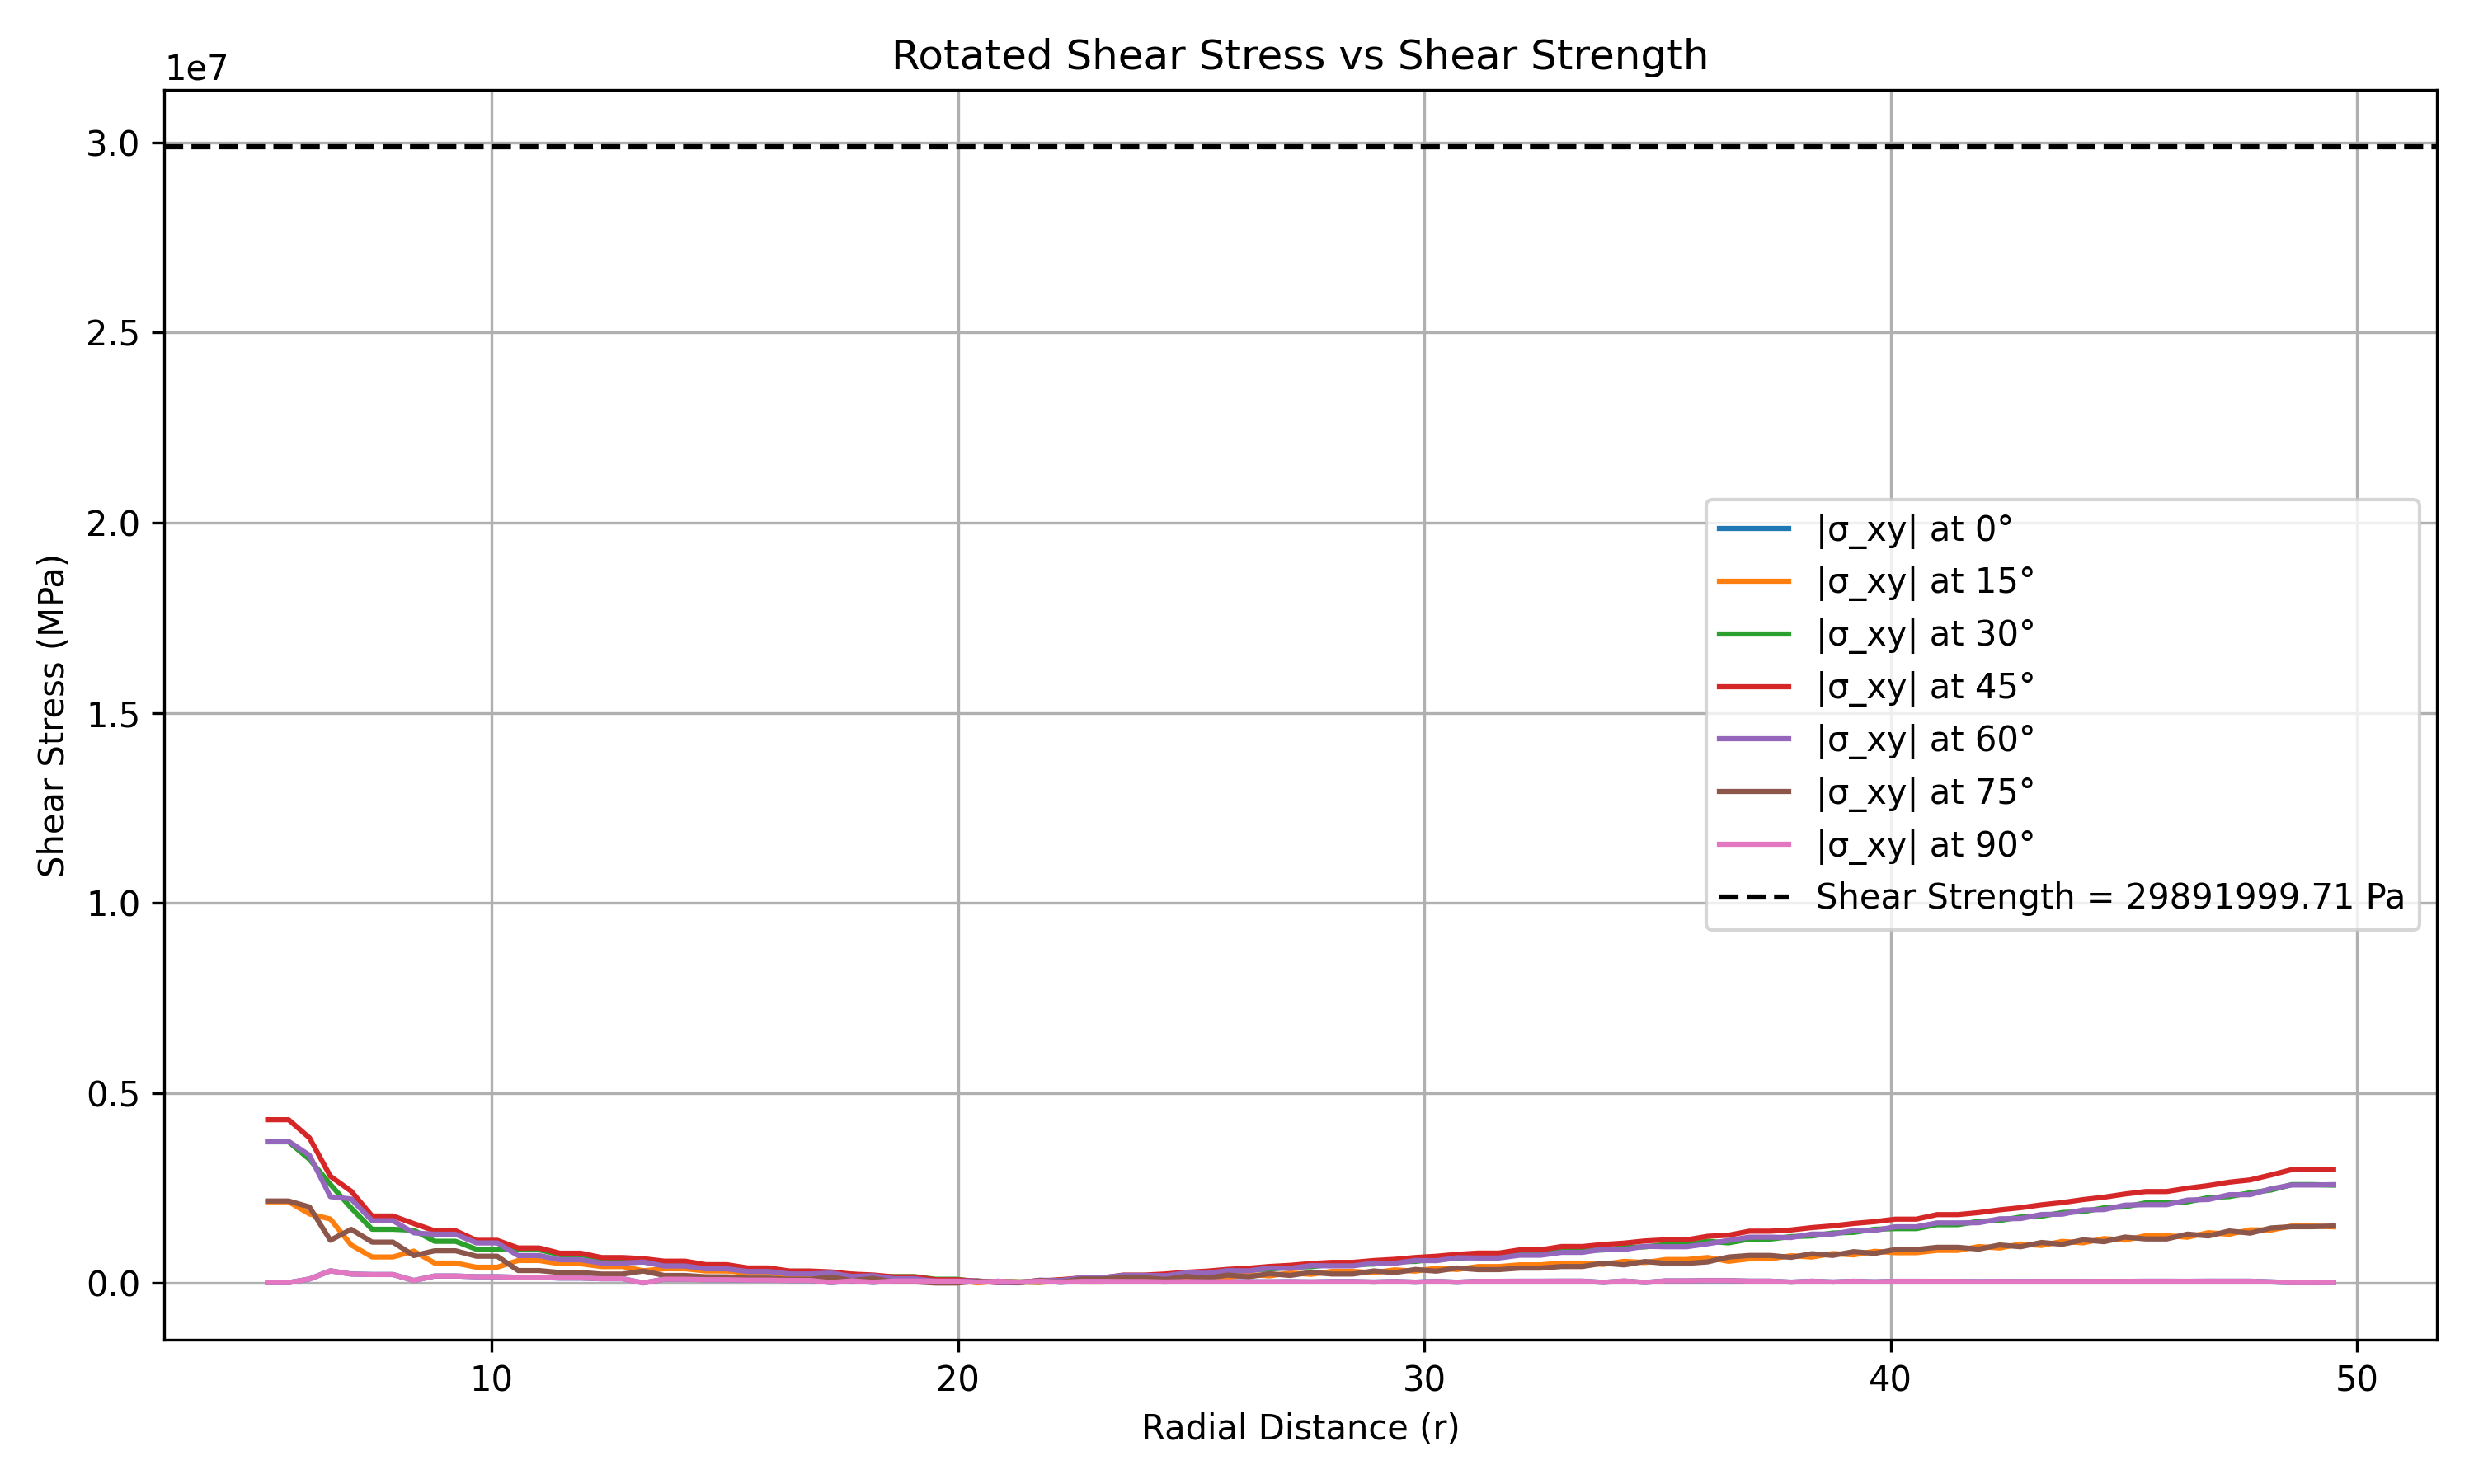 Rotated Shear Stress vs Shear Strength
1e7
3.0
2.5
2.0
1.5
1.0
0.5
0.0
Shear Stress (MPa)
|σ_xy| at 0°
|σ_xy| at 15°
|σ_xy| at 30°
|σ_xy| at 45°
|σ_xy| at 60°
|σ_xy| at 75°
|σ_xy| at 90°
Shear Strength = 29891999.71 Pa
10 20 30 40 50
Radial Distance (r)